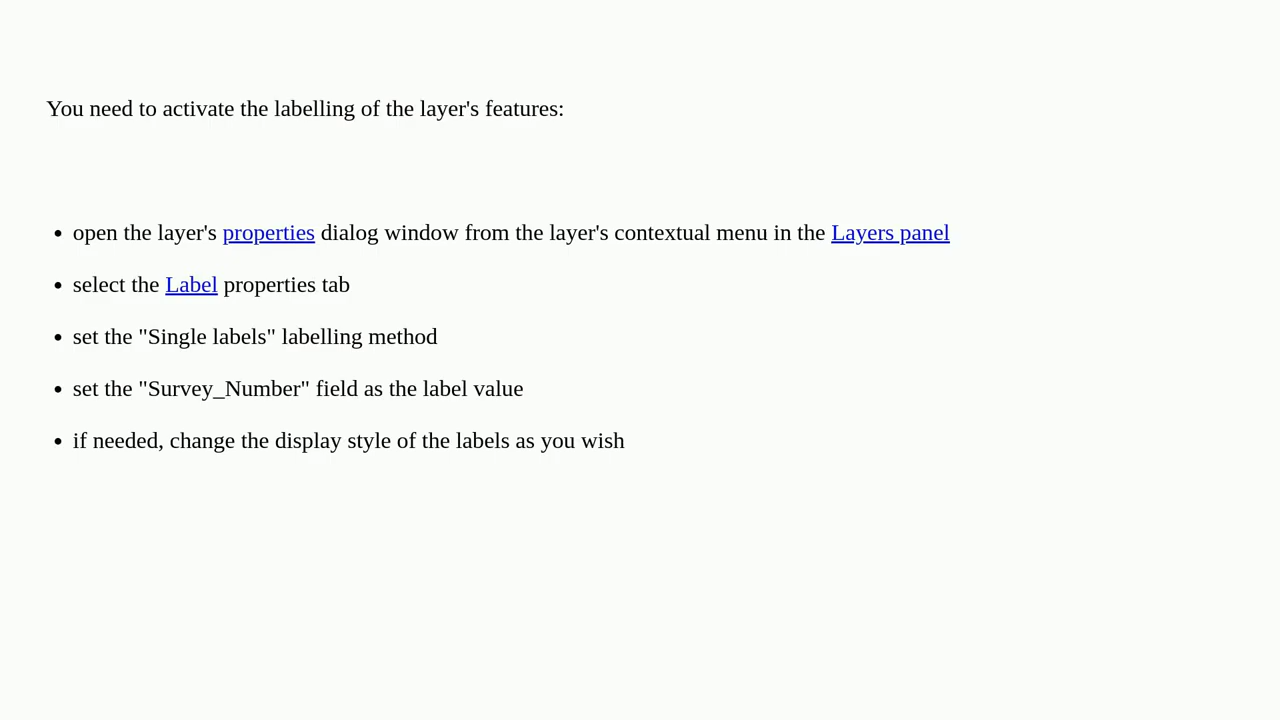 You need to activate the labelling of the layer's features:
• open the layer's properties dialog window from the layer's contextual menu in the Layers panel
• select the Label properties tab
• set the "Single labels" labelling method
• set the "Survey_Number" field as the label value
• if needed, change the display style of the labels as you wish